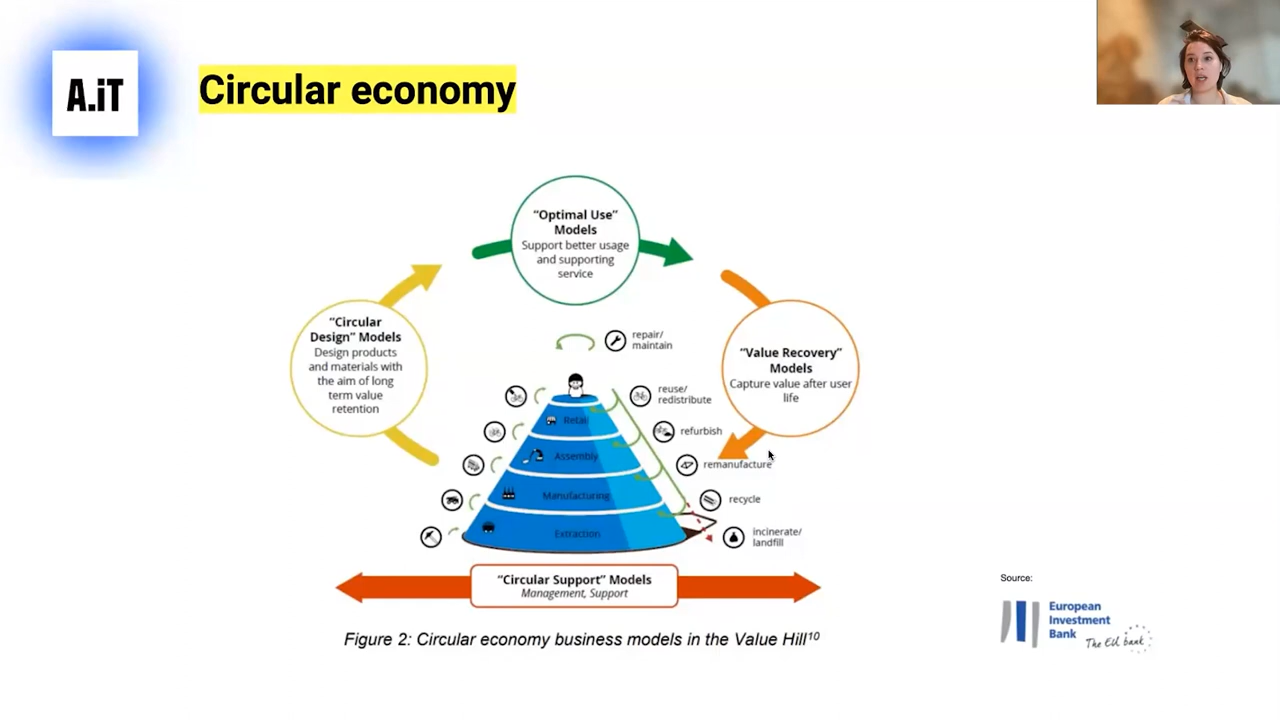 A.iT
Circular economy
“Optimal Use”
Models
Support better usage
and supporting
service
“Circular
Design” Models
Design products
and materials with
the aim of long
term value
retention
“Value Recovery”
Models
Capture value after user
life
repair/
maintain
reuse/
redistribute
refurbish
remanufacture
recycle
incinerate/
landfill
Retail
Assembly
Manufacturing
Extraction
“Circular Support” Models
Management, Support
Figure 2: Circular economy business models in the Value Hill¹⁰
Source:
European
Investment
Bank
The EU bank